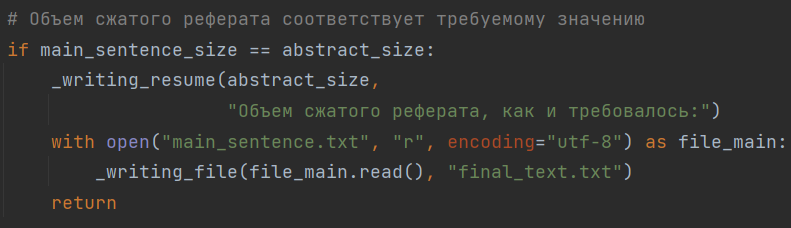 # Объем сжатого реферата соответствует требуемому значению
if main_sentence_size == abstract_size:
    _writing_resume(abstract_size,
                    "Объем сжатого реферата, как и требовалось:")
    with open("main_sentence.txt", "r", encoding="utf-8") as file_main:
        _writing_file(file_main.read(), "final_text.txt")
    return